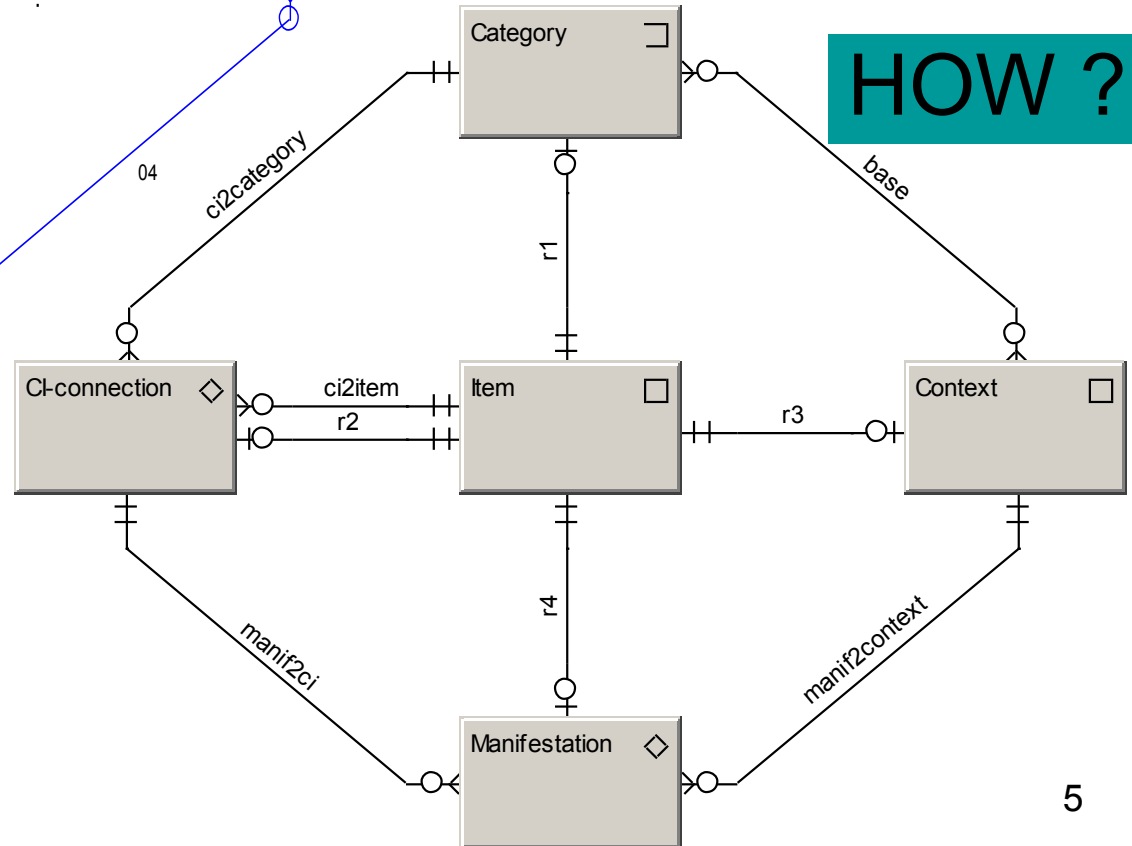 Category
HOW ?
04
ci2category
base
r1
CI-connection
ci2item
Item
r2
r3
Context
r4
manif2ci
manif2context
Manifestation
5